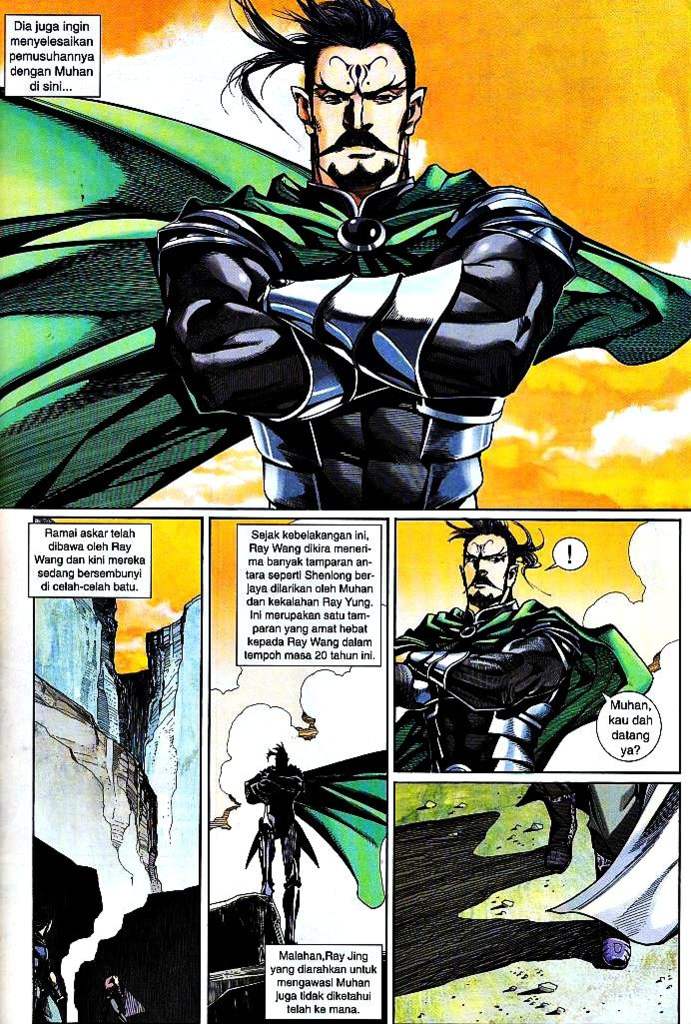 Dia juga ingin
menyelesaikan
pemusuhannya
dengan Muhan
di sini...
Ramai askar telah
dibawa oleh Ray
Wang dan kini mereka
sedang bersembunyi
di celah-celah batu.
Sejak kebelakangan ini,
Ray Wang dikira meneri-
ma banyak tamparan an-
tara seperti Shenlong ber-
jaya dilarikan oleh Muhan
dan kekalahan Ray Yung.
Ini merupakan satu tam-
paran yang amat hebat
kepada Ray Wang dalam
tempoh masa 20 tahun ini.
Malahan,Ray Jing
yang diarahkan untuk
mengawasi Muhan
juga tidak diketahui
telah ke mana.
!
Muhan,
kau dah
datang
ya?